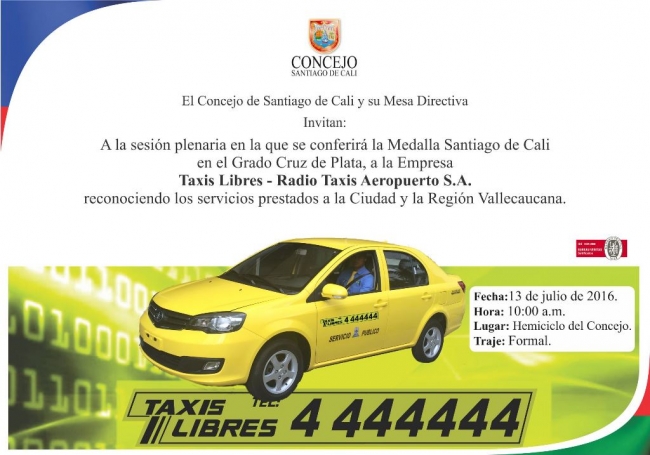 CONCEJO
SANTIAGO DE CALI
El Concejo de Santiago de Cali y su Mesa Directiva
Invitan:
A la sesión plenaria en la que se conferirá la Medalla Santiago de Cali
en el Grado Cruz de Plata, a la Empresa
Taxis Libres - Radio Taxis Aeropuerto S.A.
reconociendo los servicios prestados a la Ciudad y la Región Vallecaucana.
Fecha:13 de julio de 2016.
Hora: 10:00 a.m.
Lugar: Hemiciclo del Concejo.
Traje: Formal.
4 444444
SERVICIO PUBLICO
TAXIS LIBRES TEL: 4 444444